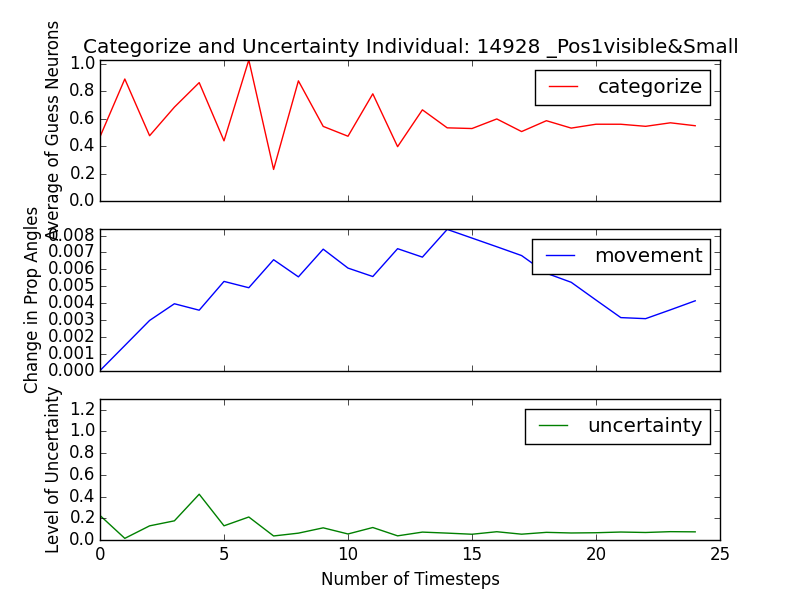 Categorize and Uncertainty Individual: 14928 _Pos1visible&Small
Average of Guess Neurons
1.0
0.8
0.6
0.4
0.2
0.0
categorize
Change in Prop Angles
0.008
0.007
0.006
0.005
0.004
0.003
0.002
0.001
0.000
movement
Level of Uncertainty
1.2
1.0
0.8
0.6
0.4
0.2
0.0
uncertainty
0 5 10 15 20 25
Number of Timesteps